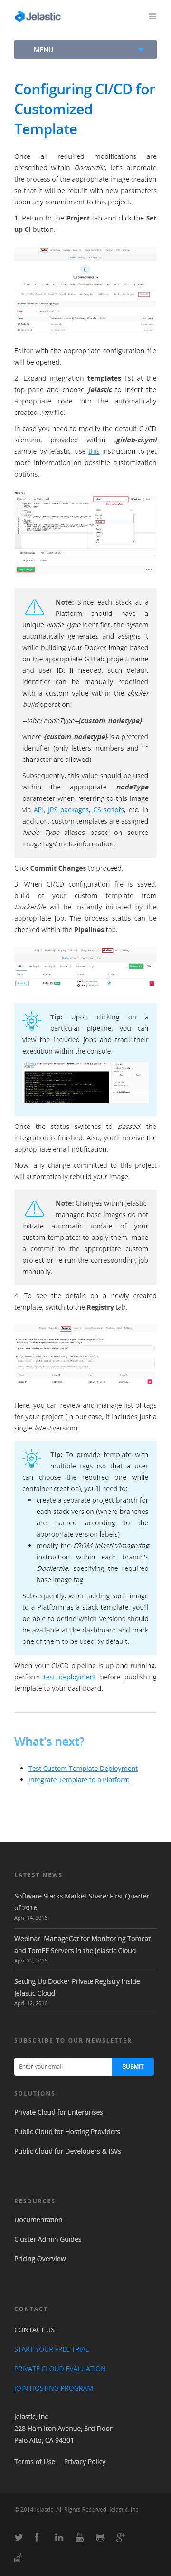 Jelastic
MENU
Configuring CI/CD for
Customized
Template
Once all required modifications are
prescribed within Dockerfile, let's automate
the process of the appropriate image creation
so that it will be rebuilt with new parameters
upon any commit to this project.
1. Return to the Project tab and click the Set
up CI button.
Editor with the appropriate configuration file
will be opened.
2. Expand integration templates list at the
top pane and choose Jelastic to insert the
appropriate code into the automatically
created .yml file.
In case you need to modify the default CI/CD
scenario, provided within .gitlab-ci.yml
sample by Jelastic, use this instruction to get
more information on possible configuration
options.
Note: Since each stack at a
Platform should have a
unique Node Type identifier, the system
automatically generates and assigns it
while building your Docker image based
on the appropriate GitLab project name
and user ID. If needed, such default
identifier can be manually redefined
with a custom value within the docker
build operation:
--label nodeType={custom_nodetype}
where {custom_nodetype} is a preferred
identifier (only letters, numbers and "-"
character are allowed)
Subsequently, this value should be used
within the appropriate nodeType
parameter when referring to this image
via API, JPS packages, CS scripts, etc. In
addition, custom templates are assigned
Node Type aliases based on source
image tags' meta-information.
Click Commit Changes to proceed.
3. When CI/CD configuration file is saved,
build of your custom template from
Dockerfile will be initiated by the
appropriate job. The process status can be
checked within the Pipelines tab.
Tip: Upon clicking on a
particular pipeline, you can
view the included jobs and track their
execution within the console.
Once the status switches to passed, the
integration is finished. Also, you'll receive the
appropriate email notification.
Now, any change committed to this project
will automatically rebuild your image.
Note: Changes within Jelastic-
managed base images do not
initiate automatic update of your
custom templates; to apply them, make
a commit to the appropriate custom
project or re-run the corresponding job
manually.
4. To see the details on a newly created
template, switch to the Registry tab.
Here, you can review and manage list of tags
for your project (in our case, it includes just a
single latest version).
Tip: To provide template with
multiple tags (so that a user
can choose the required one while
container creation), you'll need to:
create a separate project branch for
each stack version (where branches
are named according to the
appropriate version labels)
modify the FROM jelastic/image:tag
instruction within each branch's
Dockerfile, specifying the required
base image tag
Subsequently, when adding such image
to a Platform as a stack template, you'll
be able to define which versions should
be available at the dashboard and mark
one of them to be used by default.
When your CI/CD pipeline is up and running,
perform test deployment before publishing
template to your dashboard.
What's next?
Test Custom Template Deployment
Integrate Template to a Platform
LATEST NEWS
Software Stacks Market Share: First Quarter
of 2016
April 14, 2016
Webinar: ManageCat for Monitoring Tomcat
and TomEE Servers in the Jelastic Cloud
April 12, 2016
Setting Up Docker Private Registry inside
Jelastic Cloud
April 12, 2016
SUBSCRIBE TO OUR NEWSLETTER
Enter your email
SUBMIT
SOLUTIONS
Private Cloud for Enterprises
Public Cloud for Hosting Providers
Public Cloud for Developers & ISVs
RESOURCES
Documentation
Cluster Admin Guides
Pricing Overview
CONTACT
CONTACT US
START YOUR FREE TRIAL
PRIVATE CLOUD EVALUATION
JOIN HOSTING PROGRAM
Jelastic, Inc.
228 Hamilton Avenue, 3rd Floor
Palo Alto, CA 94301
Terms of Use Privacy Policy
© 2014 Jelastic. All Rights Reserved, Jelastic, Inc.